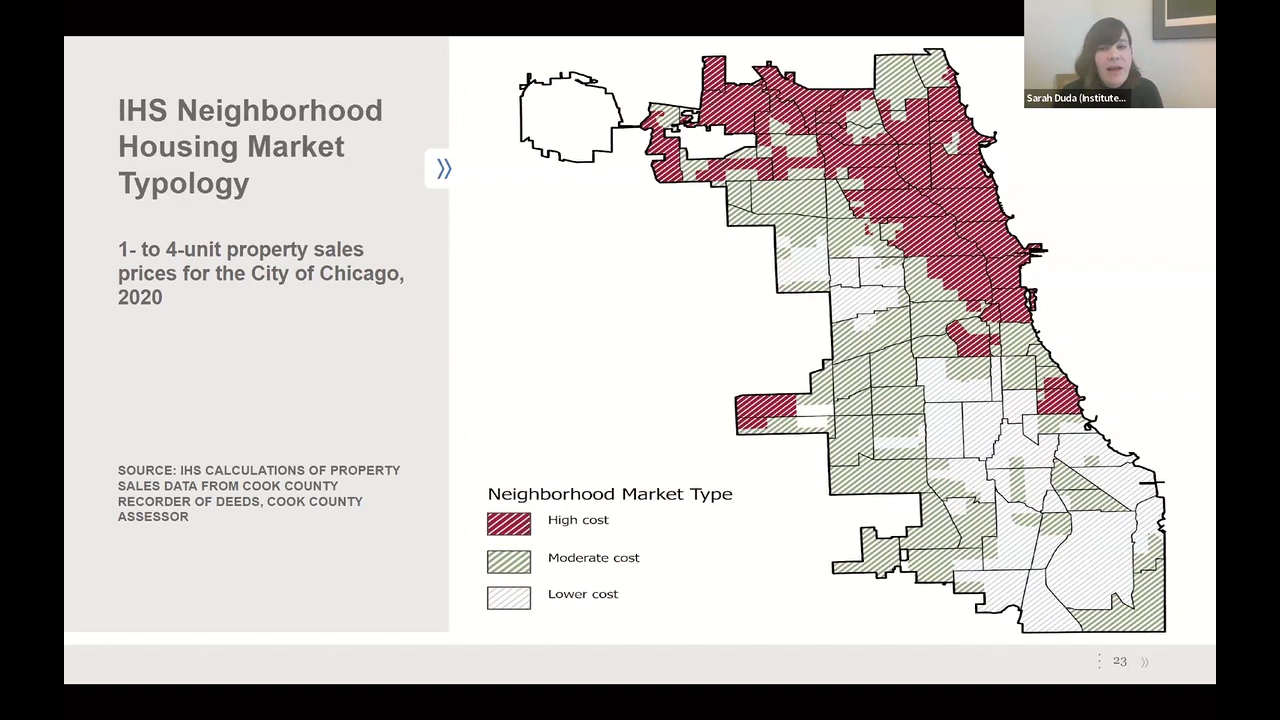 IHS Neighborhood
Housing Market
Typology
1- to 4-unit property sales
prices for the City of Chicago,
2020
SOURCE: IHS CALCULATIONS OF PROPERTY
SALES DATA FROM COOK COUNTY
RECORDER OF DEEDS, COOK COUNTY
ASSESSOR
Neighborhood Market Type
High cost
Moderate cost
Lower cost
Sarah Duda (Institute...
23